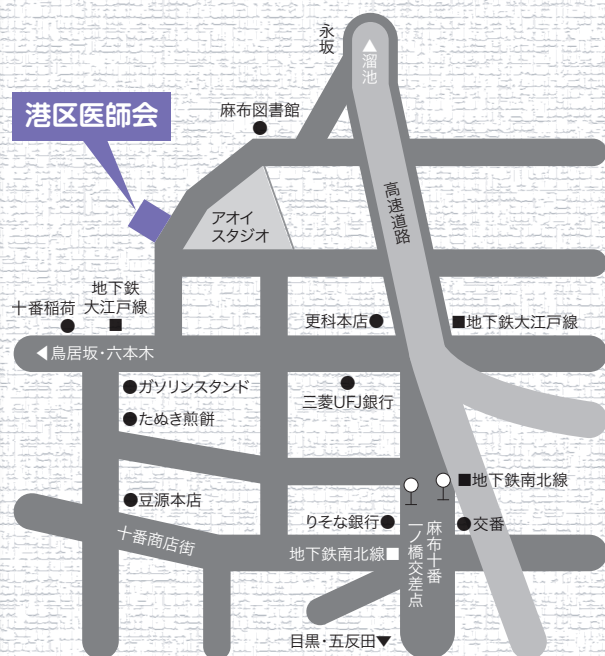 永坂
▲溜池
港区医師会
麻布図書館
高速道路
アオイ
スタジオ
地下鉄
大江戸線
十番稲荷
更科本店
地下鉄大江戸線
◀鳥居坂・六本木
ガソリンスタンド
三菱UFJ銀行
たぬき煎餅
地下鉄南北線
豆源本店
りそな銀行
交番
麻布十番
一ノ橋交差点
十番商店街
地下鉄南北線
目黒・五反田▼